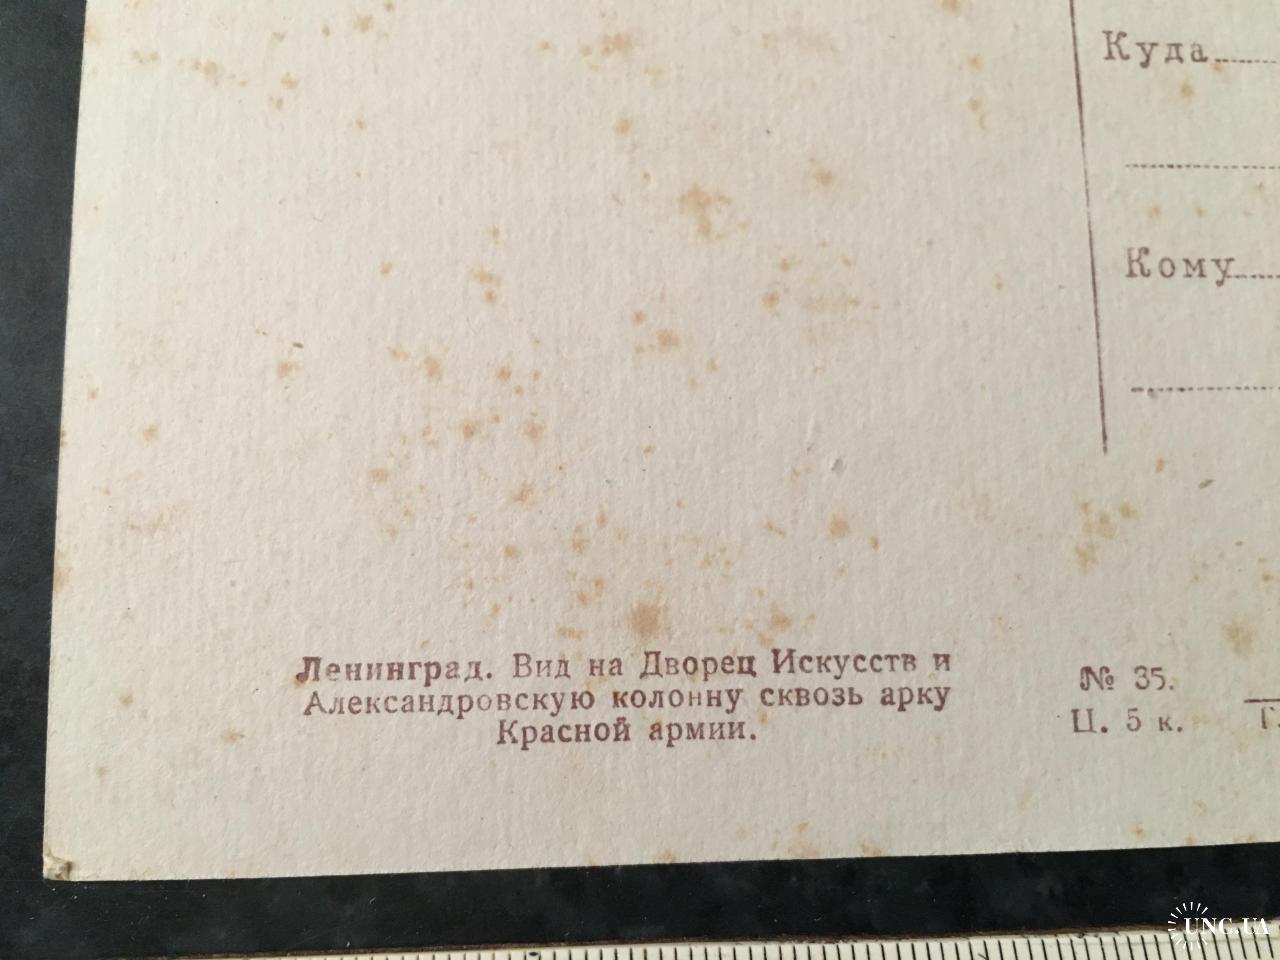 Куда
Кому
Ленинград. Вид на Дворец Искусств и
Александровскую колонну сквозь арку
Красной армии.
№ 35.
Ц. 5 к.
UNC.UA